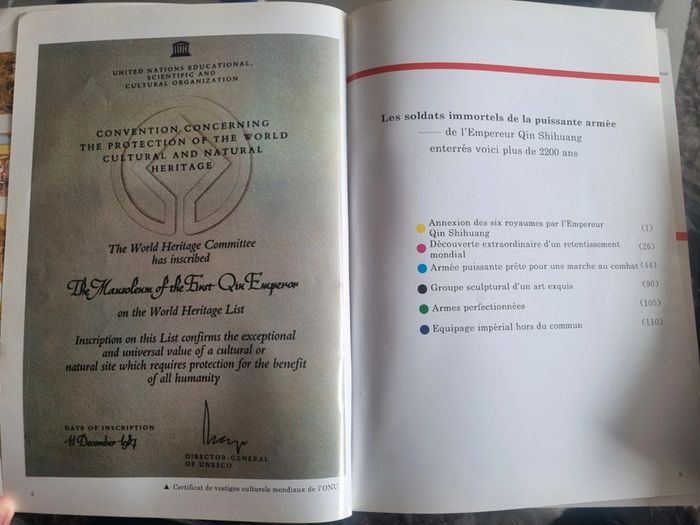 UNITED NATIONS EDUCATIONAL,
SCIENTIFIC AND
CULTURAL ORGANIZATION
CONVENTION CONCERNING
THE PROTECTION OF THE WORLD
CULTURAL AND NATURAL
HERITAGE
The World Heritage Committee
has inscribed
The Mausoleum of the First Qin Emperor
on the World Heritage List
Inscription on this List confirms the exceptional
and universal value of a cultural or
natural site which requires protection for the benefit
of all humanity
DATE OF INSCRIPTION
11 December 1987
DIRECTOR-GENERAL
OF UNESCO
▲ Certificat de vestiges culturels mondiaux de l'ONU
Les soldats immortels de la puissante armée
—— de l'Empereur Qin Shihuang
enterrés voici plus de 2200 ans
Annexion des six royaumes par l'Empereur
Qin Shihuang (1)
Découverte extraordinaire d'un retentissement
mondial (26)
Armée puissante prête pour une marche au combat (44)
Groupe sculptural d'un art exquis (90)
Armes perfectionnées (105)
Equipage impérial hors du commun (110)